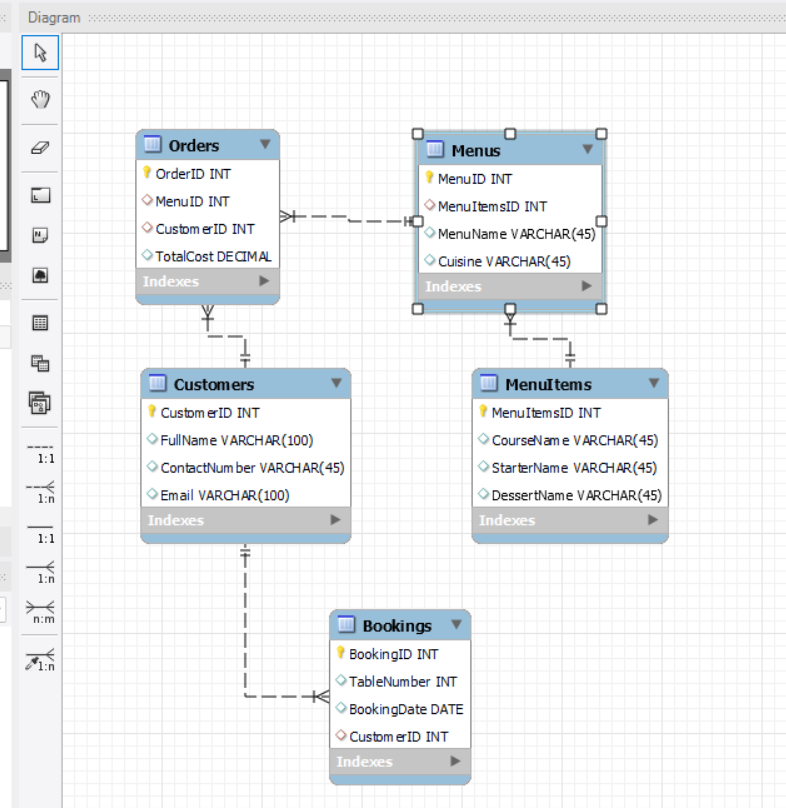 Diagram
Orders
OrderID INT
MenuID INT
CustomerID INT
TotalCost DECIMAL
Indexes
Menus
MenuID INT
MenuItemsID INT
MenuName VARCHAR(45)
Cuisine VARCHAR(45)
Indexes
Customers
CustomerID INT
FullName VARCHAR(100)
ContactNumber VARCHAR(45)
Email VARCHAR(100)
Indexes
MenuItems
MenuItemsID INT
CourseName VARCHAR(45)
StarterName VARCHAR(45)
DessertName VARCHAR(45)
Indexes
Bookings
BookingID INT
TableNumber INT
BookingDate DATE
CustomerID INT
Indexes
1:1
1:n
1:1
1:n
n:m
1:n